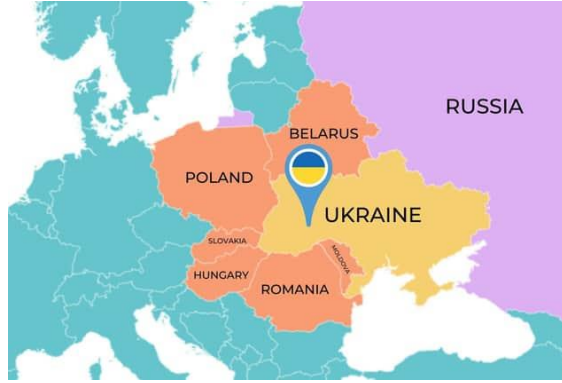 RUSSIA
BELARUS
POLAND
UKRAINE
SLOVAKIA
MOLDOVA
HUNGARY
ROMANIA